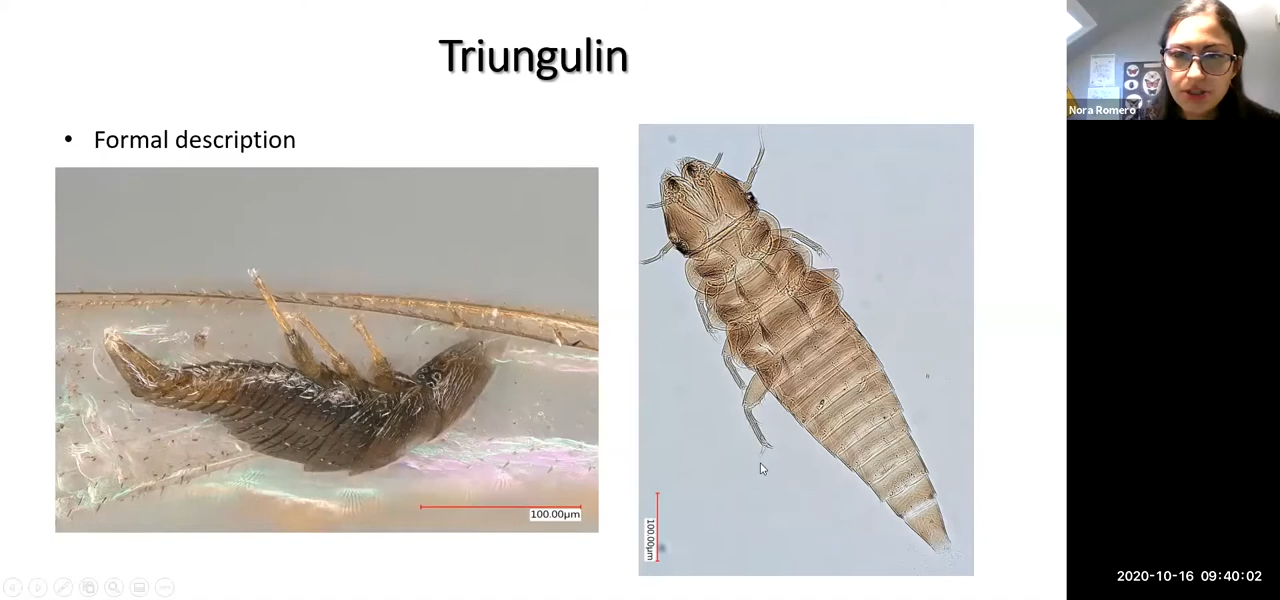 Triungulin
• Formal description
100.00µm
100.00µm
Nora Romero
2020-10-16 09:40:02